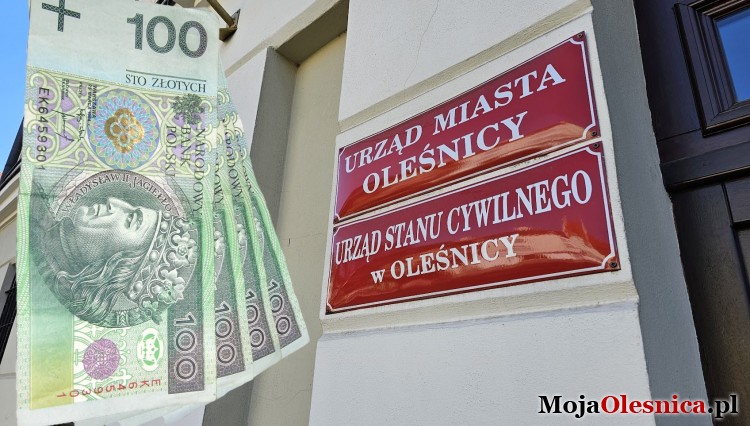 100
STO ZŁOTYCH
NARODOWY
BANK
POLSKI
WŁADYSŁAW II JAGIEŁŁO
100
100
100
100
URZĄD MIASTA
OLEŚNICY
URZĄD STANU CYWILNEGO
w OLEŚNICY
MojaOlesnica.pl